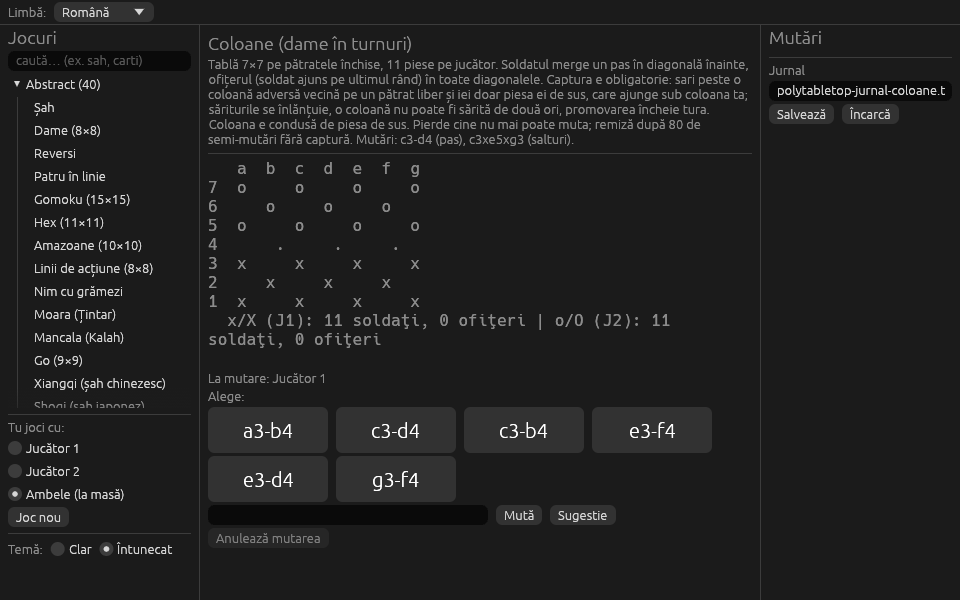 Limbă: Română
Jocuri
caută... (ex. sah, carti)
Abstract (40)
Șah
Dame (8×8)
Reversi
Patru în linie
Gomoku (15×15)
Hex (11×11)
Amazoane (10×10)
Linii de acțiune (8×8)
Nim cu grămezi
Moara (Țintar)
Mancala (Kalah)
Go (9×9)
Xiangqi (șah chinezesc)
Shogi (șah japonez)
Tu joci cu:
Jucător 1
Jucător 2
Ambele (la masă)
Joc nou
Temă: Clar Întunecat
Coloane (dame în turnuri)
Tablă 7×7 pe pătratele închise, 11 piese pe jucător. Soldatul merge un pas în diagonală înainte,
ofițerul (soldat ajuns pe ultimul rând) în toate diagonalele. Captura e obligatorie: sari peste o
coloană adversă vecină pe un pătrat liber și iei doar piesa ei de sus, care ajunge sub coloana ta;
săriturile se înlănțuie, o coloană nu poate fi sărită de două ori, promovarea încheie tura.
Coloana e condusă de piesa de sus. Pierde cine nu mai poate muta; remiză după 80 de
semi-mutări fără captură. Mutări: c3-d4 (pas), c3xe5xg3 (salturi).
a b c d e f g
7 o o o o
6 o o o
5 o o o o
4 . . .
3 x x x x
2 x x x
1 x x x x
x/X (J1): 11 soldați, 0 ofițeri | o/O (J2): 11
soldați, 0 ofițeri
La mutare: Jucător 1
Alege:
a3-b4 c3-d4 c3-b4 e3-f4
e3-d4 g3-f4
Mută Sugestie
Anulează mutarea
Mutări
Jurnal
polytabletop-jurnal-coloane.t
Salvează Încarcă